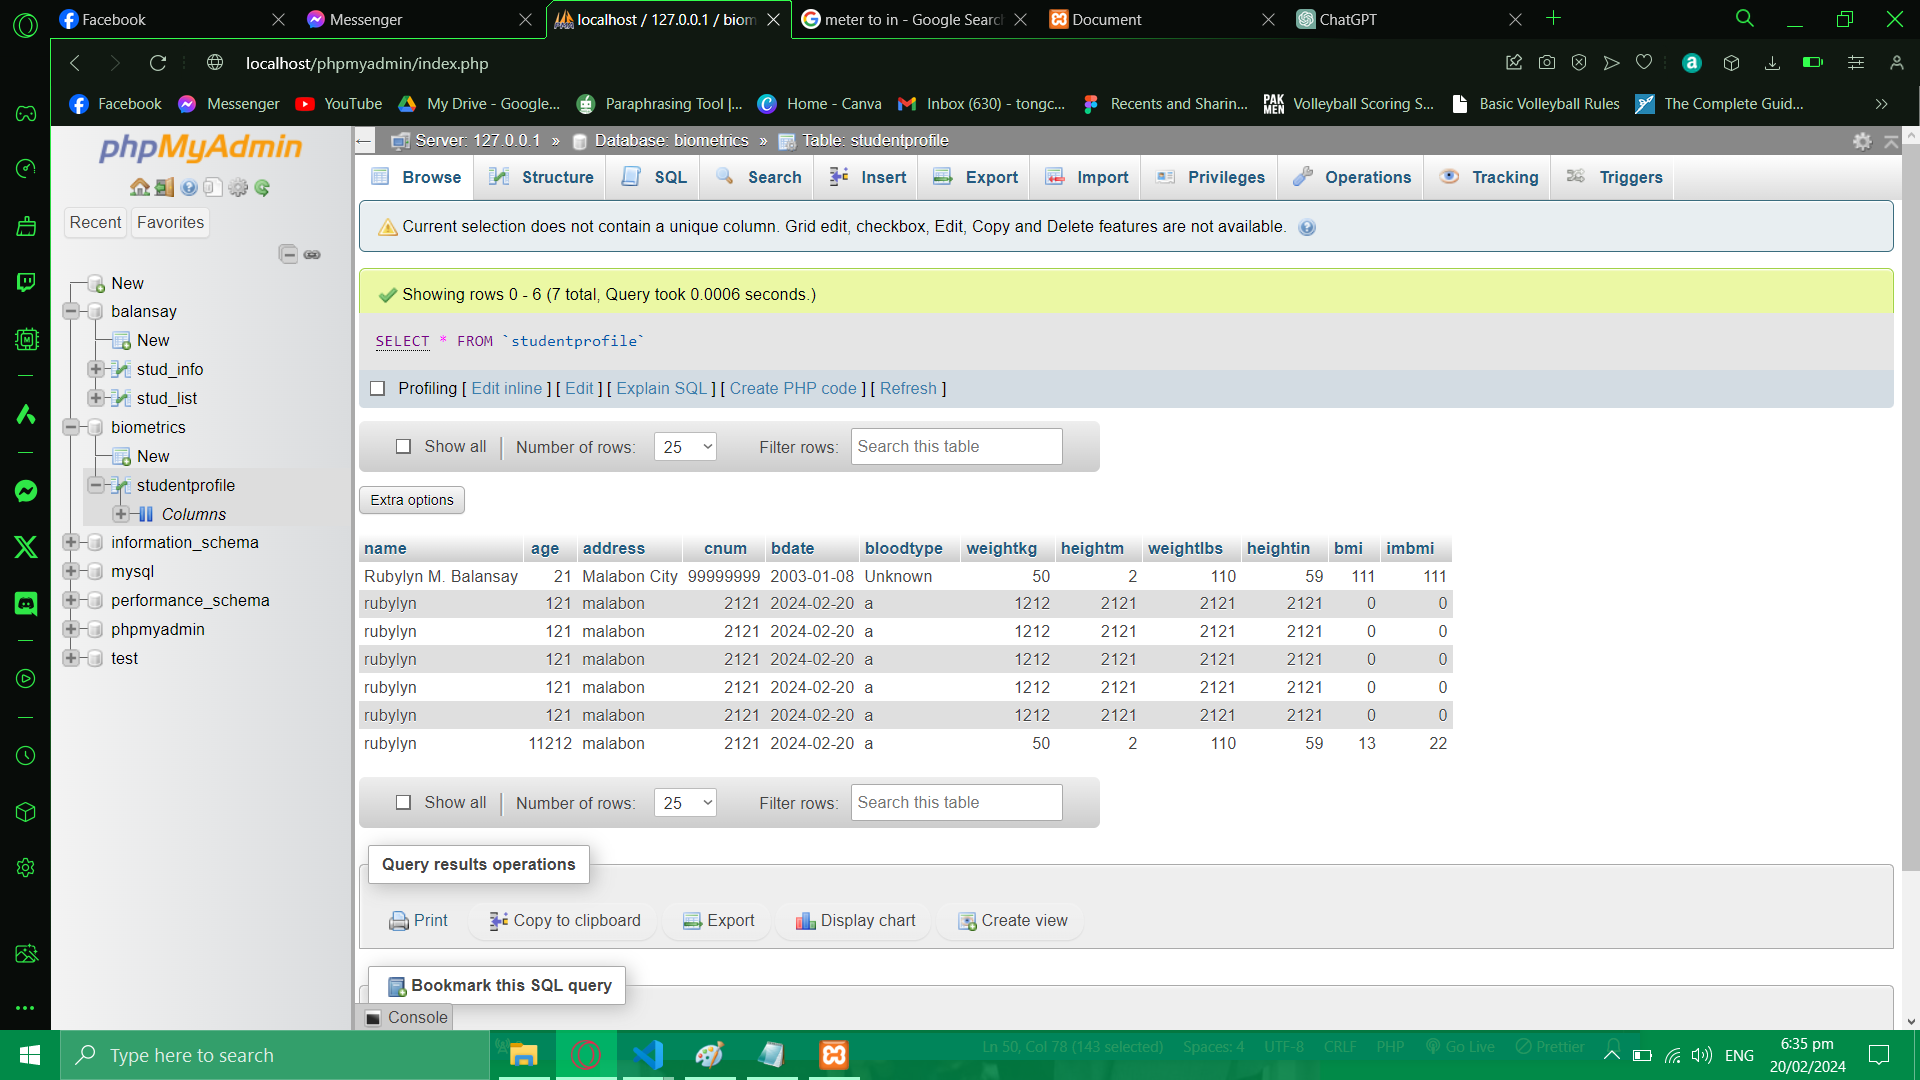 Facebook
Messenger
localhost / 127.0.0.1 / biom
meter to in - Google Searc
Document
ChatGPT
localhost/phpmyadmin/index.php
Facebook
Messenger
YouTube
My Drive - Google...
Paraphrasing Tool |...
Home - Canva
Inbox (630) - tongc...
Recents and Sharin...
PAK MEN
Volleyball Scoring S...
Basic Volleyball Rules
The Complete Guid...
phpMyAdmin
Recent
Favorites
New
balansay
New
stud_info
stud_list
biometrics
New
studentprofile
Columns
information_schema
mysql
performance_schema
phpmyadmin
test
Server: 127.0.0.1 » Database: biometrics » Table: studentprofile
Browse Structure SQL Search Insert Export Import Privileges Operations Tracking Triggers
Current selection does not contain a unique column. Grid edit, checkbox, Edit, Copy and Delete features are not available.
Showing rows 0 - 6 (7 total, Query took 0.0006 seconds.)
SELECT * FROM `studentprofile`
Profiling [ Edit inline ] [ Edit ] [ Explain SQL ] [ Create PHP code ] [ Refresh ]
Show all | Number of rows: 25 Filter rows: Search this table
Extra options
name age address cnum bdate bloodtype weightkg heightm weightlbs heightin bmi imbmi
Rubylyn M. Balansay 21 Malabon City 99999999 2003-01-08 Unknown 50 2 110 59 111 111
rubylyn 121 malabon 2121 2024-02-20 a 1212 2121 2121 2121 0 0
rubylyn 121 malabon 2121 2024-02-20 a 1212 2121 2121 2121 0 0
rubylyn 121 malabon 2121 2024-02-20 a 1212 2121 2121 2121 0 0
rubylyn 121 malabon 2121 2024-02-20 a 1212 2121 2121 2121 0 0
rubylyn 121 malabon 2121 2024-02-20 a 1212 2121 2121 2121 0 0
rubylyn 11212 malabon 2121 2024-02-20 a 50 2 110 59 13 22
Show all | Number of rows: 25 Filter rows: Search this table
Query results operations
Print Copy to clipboard Export Display chart Create view
Bookmark this SQL query
Console
Type here to search
Ln 50, Col 78 (143 selected) Spaces: 4 UTF-8 CRLF PHP Go Live Prettier
ENG
6:35 pm
20/02/2024